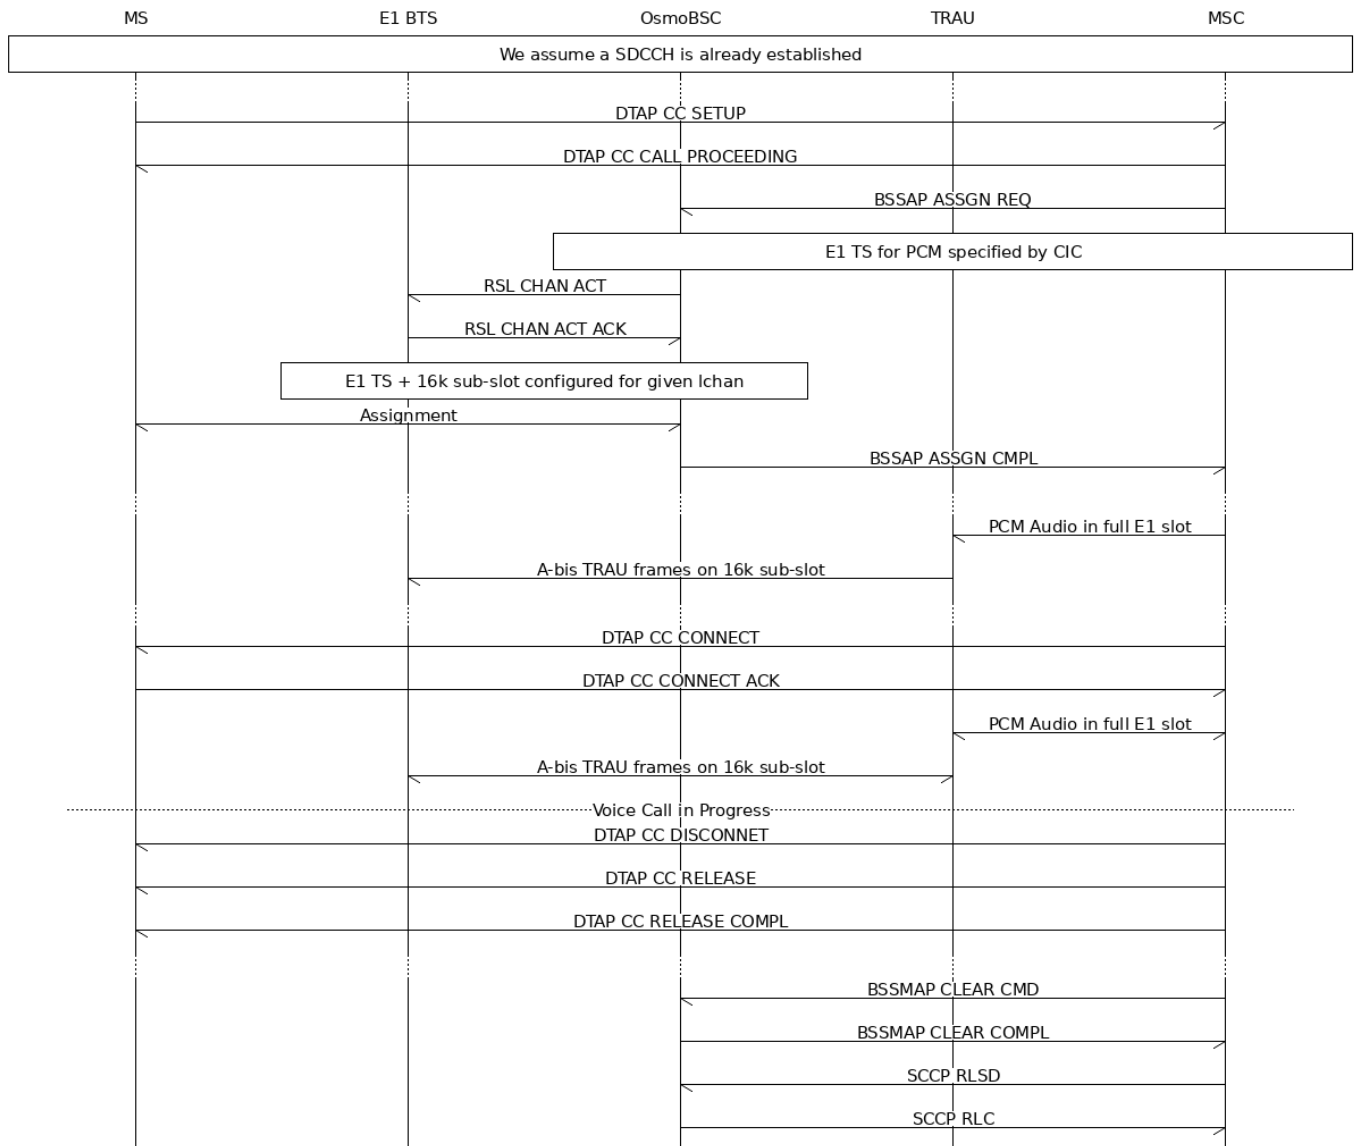 MS E1 BTS OsmoBSC TRAU MSC
We assume a SDCCH is already established
DTAP CC SETUP
DTAP CC CALL PROCEEDING
BSSAP ASSGN REQ
E1 TS for PCM specified by CIC
RSL CHAN ACT
RSL CHAN ACT ACK
E1 TS + 16k sub-slot configured for given lchan
Assignment
BSSAP ASSGN CMPL
PCM Audio in full E1 slot
A-bis TRAU frames on 16k sub-slot
DTAP CC CONNECT
DTAP CC CONNECT ACK
PCM Audio in full E1 slot
A-bis TRAU frames on 16k sub-slot
Voice Call in Progress
DTAP CC DISCONNET
DTAP CC RELEASE
DTAP CC RELEASE COMPL
BSSMAP CLEAR CMD
BSSMAP CLEAR COMPL
SCCP RLSD
SCCP RLC